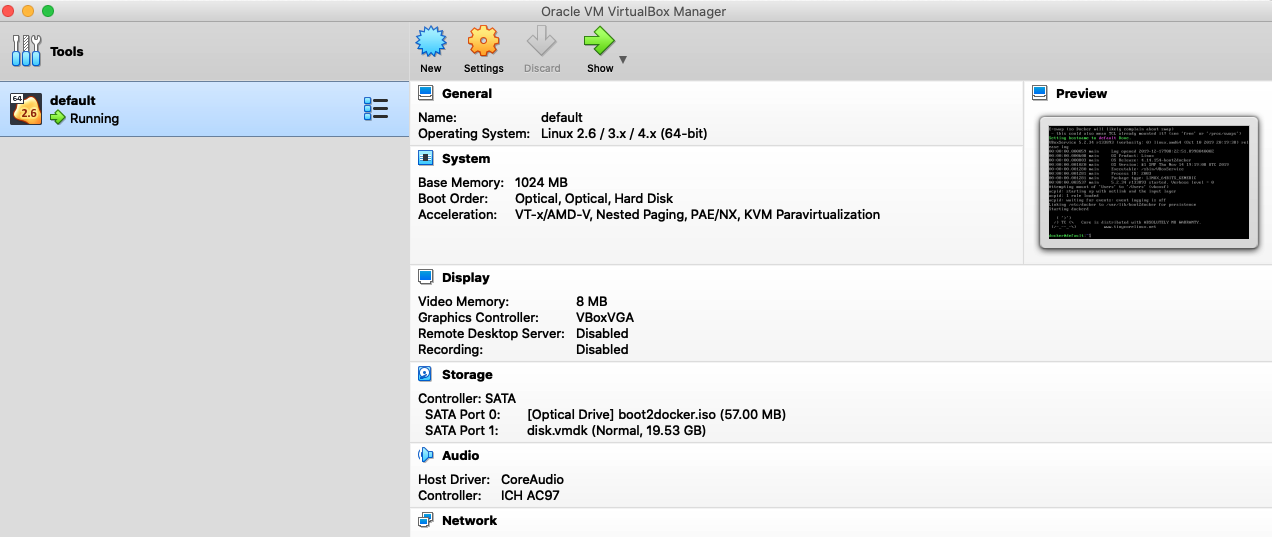 Oracle VM VirtualBox Manager
Tools
New
Settings
Discard
Show
64
2.6
default
Running
General
Name: default
Operating System: Linux 2.6 / 3.x / 4.x (64-bit)
Preview
System
Base Memory: 1024 MB
Boot Order: Optical, Optical, Hard Disk
Acceleration: VT-x/AMD-V, Nested Paging, PAE/NX, KVM Paravirtualization
Display
Video Memory: 8 MB
Graphics Controller: VBoxVGA
Remote Desktop Server: Disabled
Recording: Disabled
Storage
Controller: SATA
SATA Port 0: [Optical Drive] boot2docker.iso (57.00 MB)
SATA Port 1: disk.vmdk (Normal, 19.53 GB)
Audio
Host Driver: CoreAudio
Controller: ICH AC97
Network